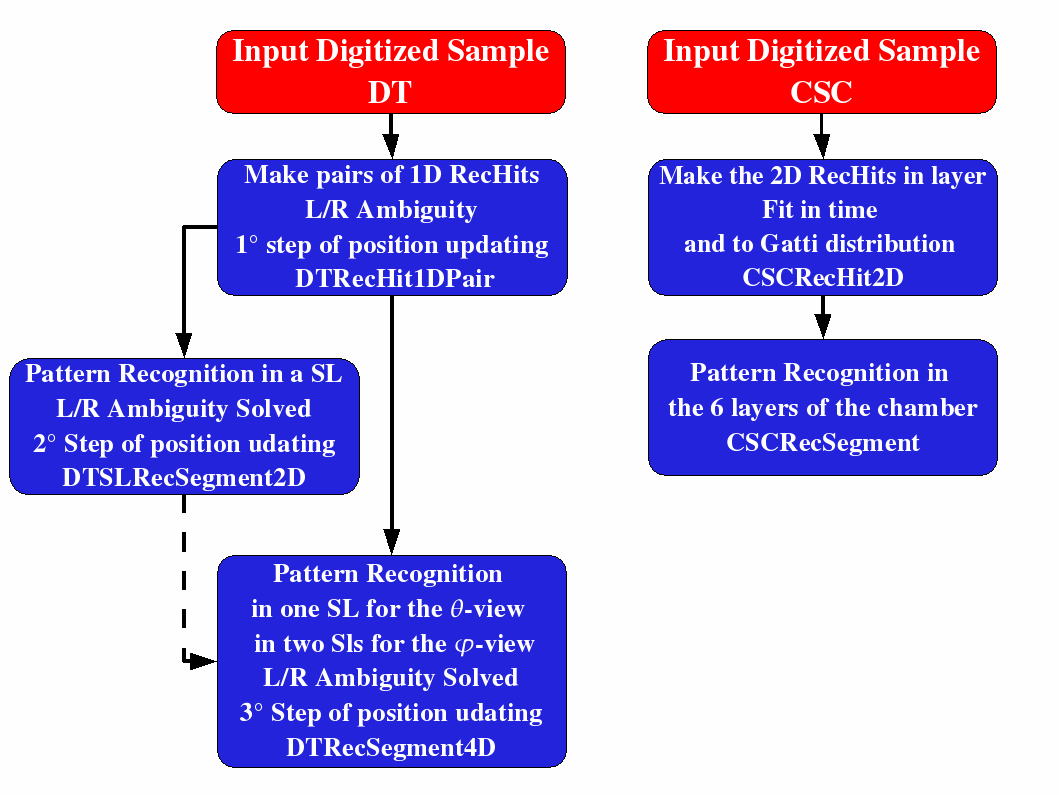 Input Digitized Sample
DT
Input Digitized Sample
CSC
Make pairs of 1D RecHits
L/R Ambiguity
1° step of position updating
DTRecHit1DPair
Make the 2D RecHits in layer
Fit in time
and to Gatti distribution
CSCRecHit2D
Pattern Recognition in a SL
L/R Ambiguity Solved
2° Step of position udating
DTSLRecSegment2D
Pattern Recognition in
the 6 layers of the chamber
CSCRecSegment
Pattern Recognition
in one SL for the θ-view
in two Sls for the φ-view
L/R Ambiguity Solved
3° Step of position udating
DTRecSegment4D